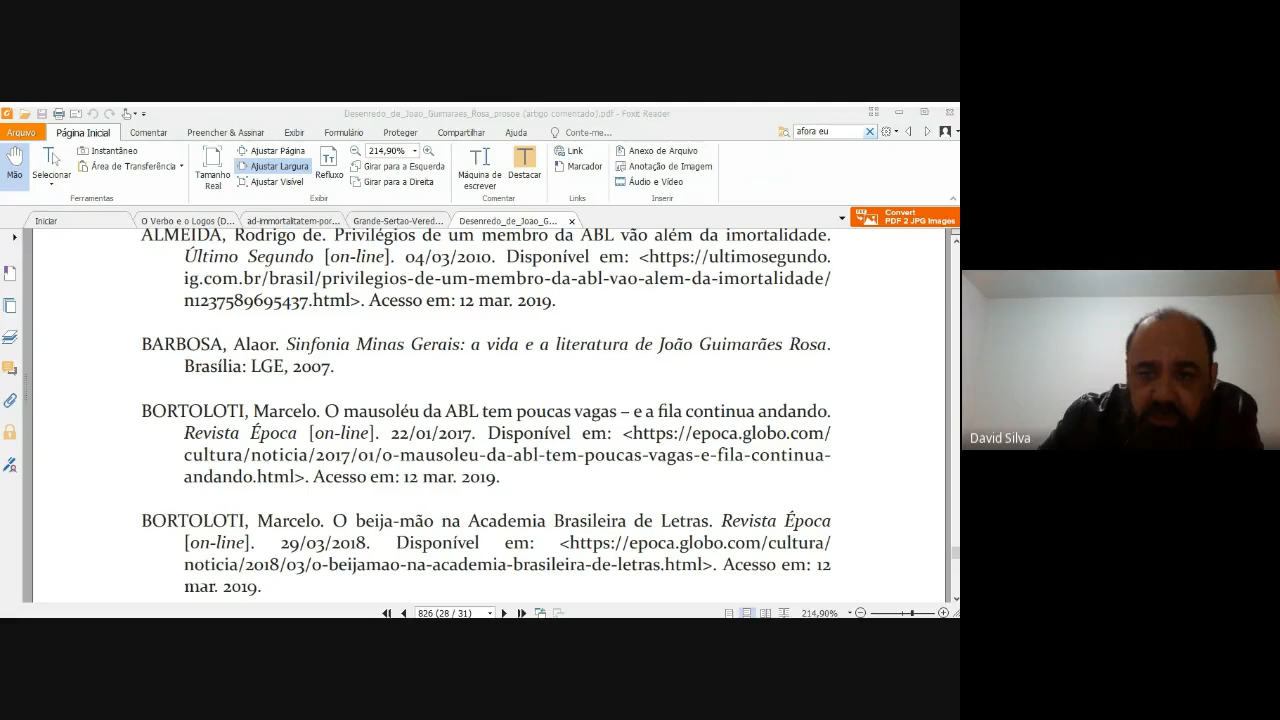 Desenredo_de_Joao_Guimaraes_Rosa_prosoe (artigo comentado).pdf - Foxit Reader
Arquivo Página Inicial Comentar Preencher & Assinar Exibir Formulário Proteger Compartilhar Ajuda Conte-me... afora eu
Mão
Selecionar
Instantâneo
Área de Transferência
Ferramentas
Tamanho Real
Ajustar Página
Ajustar Largura
Ajustar Visível
Refluxo
214,90%
Girar para a Esquerda
Girar para a Direita
Exibir
Máquina de escrever
Destacar
Comentar
Link
Marcador
Links
Anexo de Arquivo
Anotação de Imagem
Áudio e Vídeo
Inserir
Iniciar O Verbo e o Logos (D... ad-immortalitatem-por... Grande-Sertao-Vered... Desenredo_de_Joao_G...
Convert
PDF 2 JPG Images
ALMEIDA, Rodrigo de. Privilégios de um membro da ABL vão além da imortalidade.
Último Segundo [on-line]. 04/03/2010. Disponível em: <https://ultimosegundo.
ig.com.br/brasil/privilegios-de-um-membro-da-abl-vao-alem-da-imortalidade/
n1237589695437.html>. Acesso em: 12 mar. 2019.
BARBOSA, Alaor. Sinfonia Minas Gerais: a vida e a literatura de João Guimarães Rosa.
Brasília: LGE, 2007.
BORTOLOTI, Marcelo. O mausoléu da ABL tem poucas vagas – e a fila continua andando.
Revista Época [on-line]. 22/01/2017. Disponível em: <https://epoca.globo.com/
cultura/noticia/2017/01/o-mausoleu-da-abl-tem-poucas-vagas-e-fila-continua-
andando.html>. Acesso em: 12 mar. 2019.
BORTOLOTI, Marcelo. O beija-mão na Academia Brasileira de Letras. Revista Época
[on-line]. 29/03/2018. Disponível em: <https://epoca.globo.com/cultura/
noticia/2018/03/o-beijamao-na-academia-brasileira-de-letras.html>. Acesso em: 12
mar. 2019.
826 (28 / 31)
214,90%
David Silva